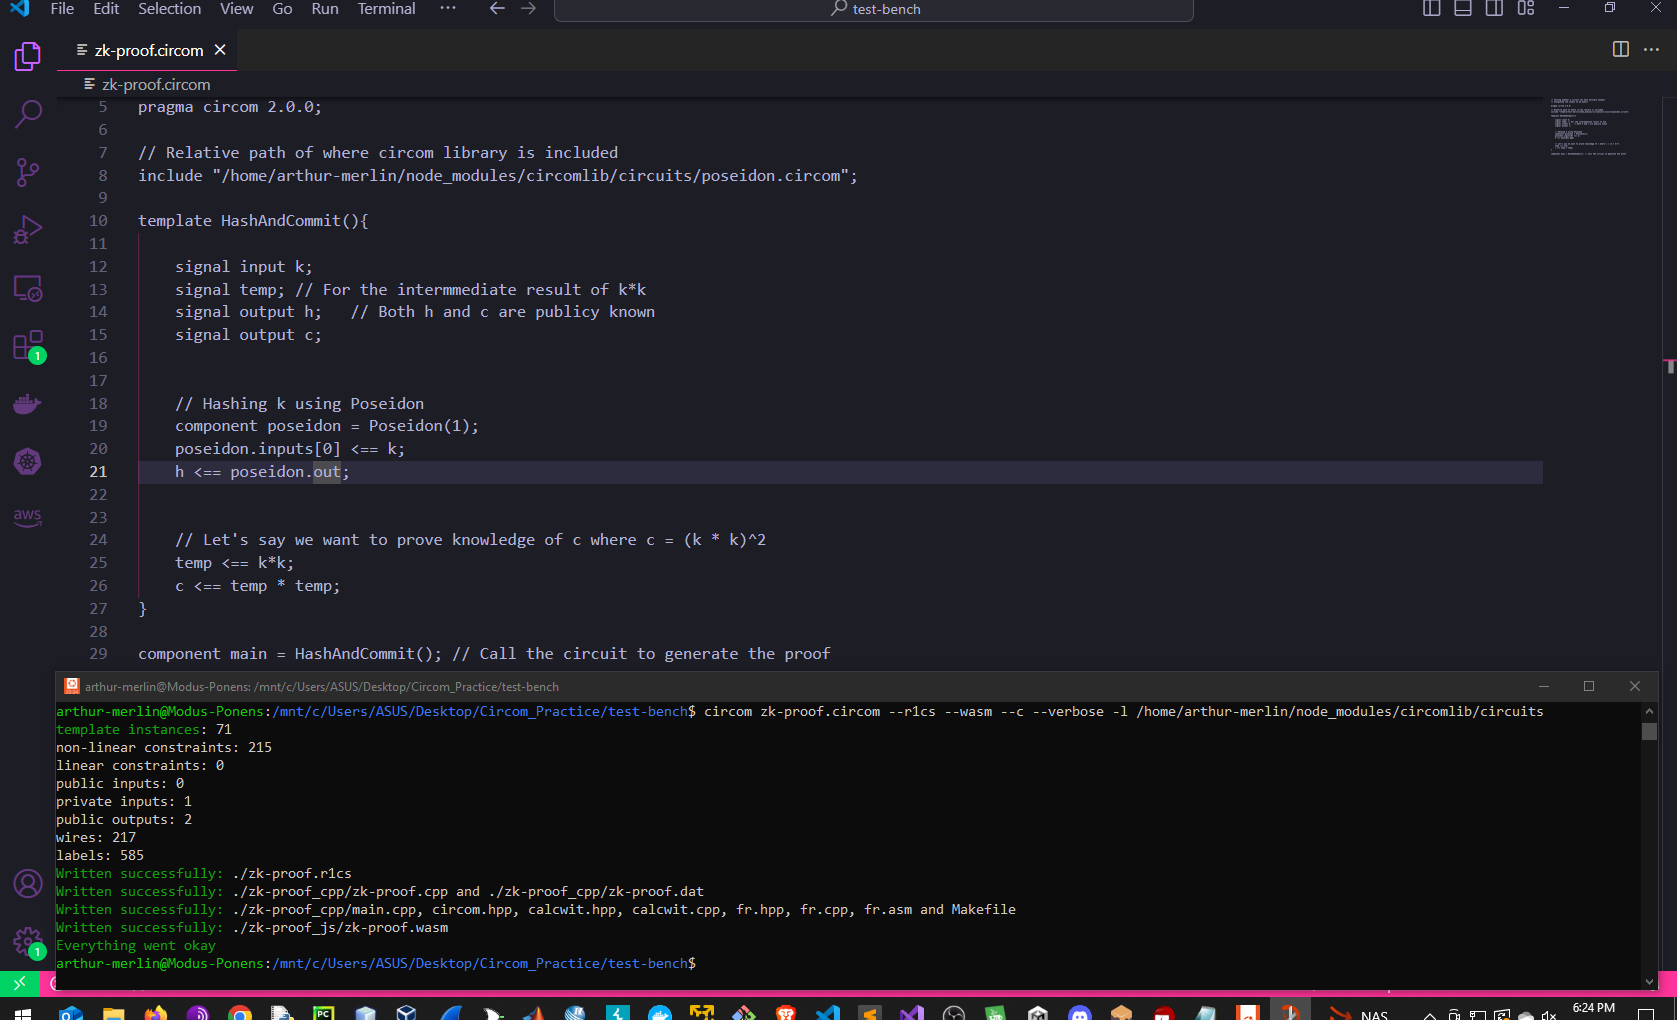 File Edit Selection View Go Run Terminal ··· test-bench
zk-proof.circom
zk-proof.circom
5 pragma circom 2.0.0;
6
7 // Relative path of where circom library is included
8 include "/home/arthur-merlin/node_modules/circomlib/circuits/poseidon.circom";
9
10 template HashAndCommit(){
11
12 signal input k;
13 signal temp; // For the intermmediate result of k*k
14 signal output h; // Both h and c are publicy known
15 signal output c;
16
17
18 // Hashing k using Poseidon
19 component poseidon = Poseidon(1);
20 poseidon.inputs[0] <== k;
21 h <== poseidon.out;
22
23
24 // Let's say we want to prove knowledge of c where c = (k * k)^2
25 temp <== k*k;
26 c <== temp * temp;
27 }
28
29 component main = HashAndCommit(); // Call the circuit to generate the proof
1
aws
1
arthur-merlin@Modus-Ponens: /mnt/c/Users/ASUS/Desktop/Circom_Practice/test-bench
arthur-merlin@Modus-Ponens:/mnt/c/Users/ASUS/Desktop/Circom_Practice/test-bench$ circom zk-proof.circom --r1cs --wasm --c --verbose -l /home/arthur-merlin/node_modules/circomlib/circuits
template instances: 71
non-linear constraints: 215
linear constraints: 0
public inputs: 0
private inputs: 1
public outputs: 2
wires: 217
labels: 585
Written successfully: ./zk-proof.r1cs
Written successfully: ./zk-proof_cpp/zk-proof.cpp and ./zk-proof_cpp/zk-proof.dat
Written successfully: ./zk-proof_cpp/main.cpp, circom.hpp, calcwit.hpp, calcwit.cpp, fr.hpp, fr.cpp, fr.asm and Makefile
Written successfully: ./zk-proof_js/zk-proof.wasm
Everything went okay
arthur-merlin@Modus-Ponens:/mnt/c/Users/ASUS/Desktop/Circom_Practice/test-bench$
PC
NAS
6:24 PM